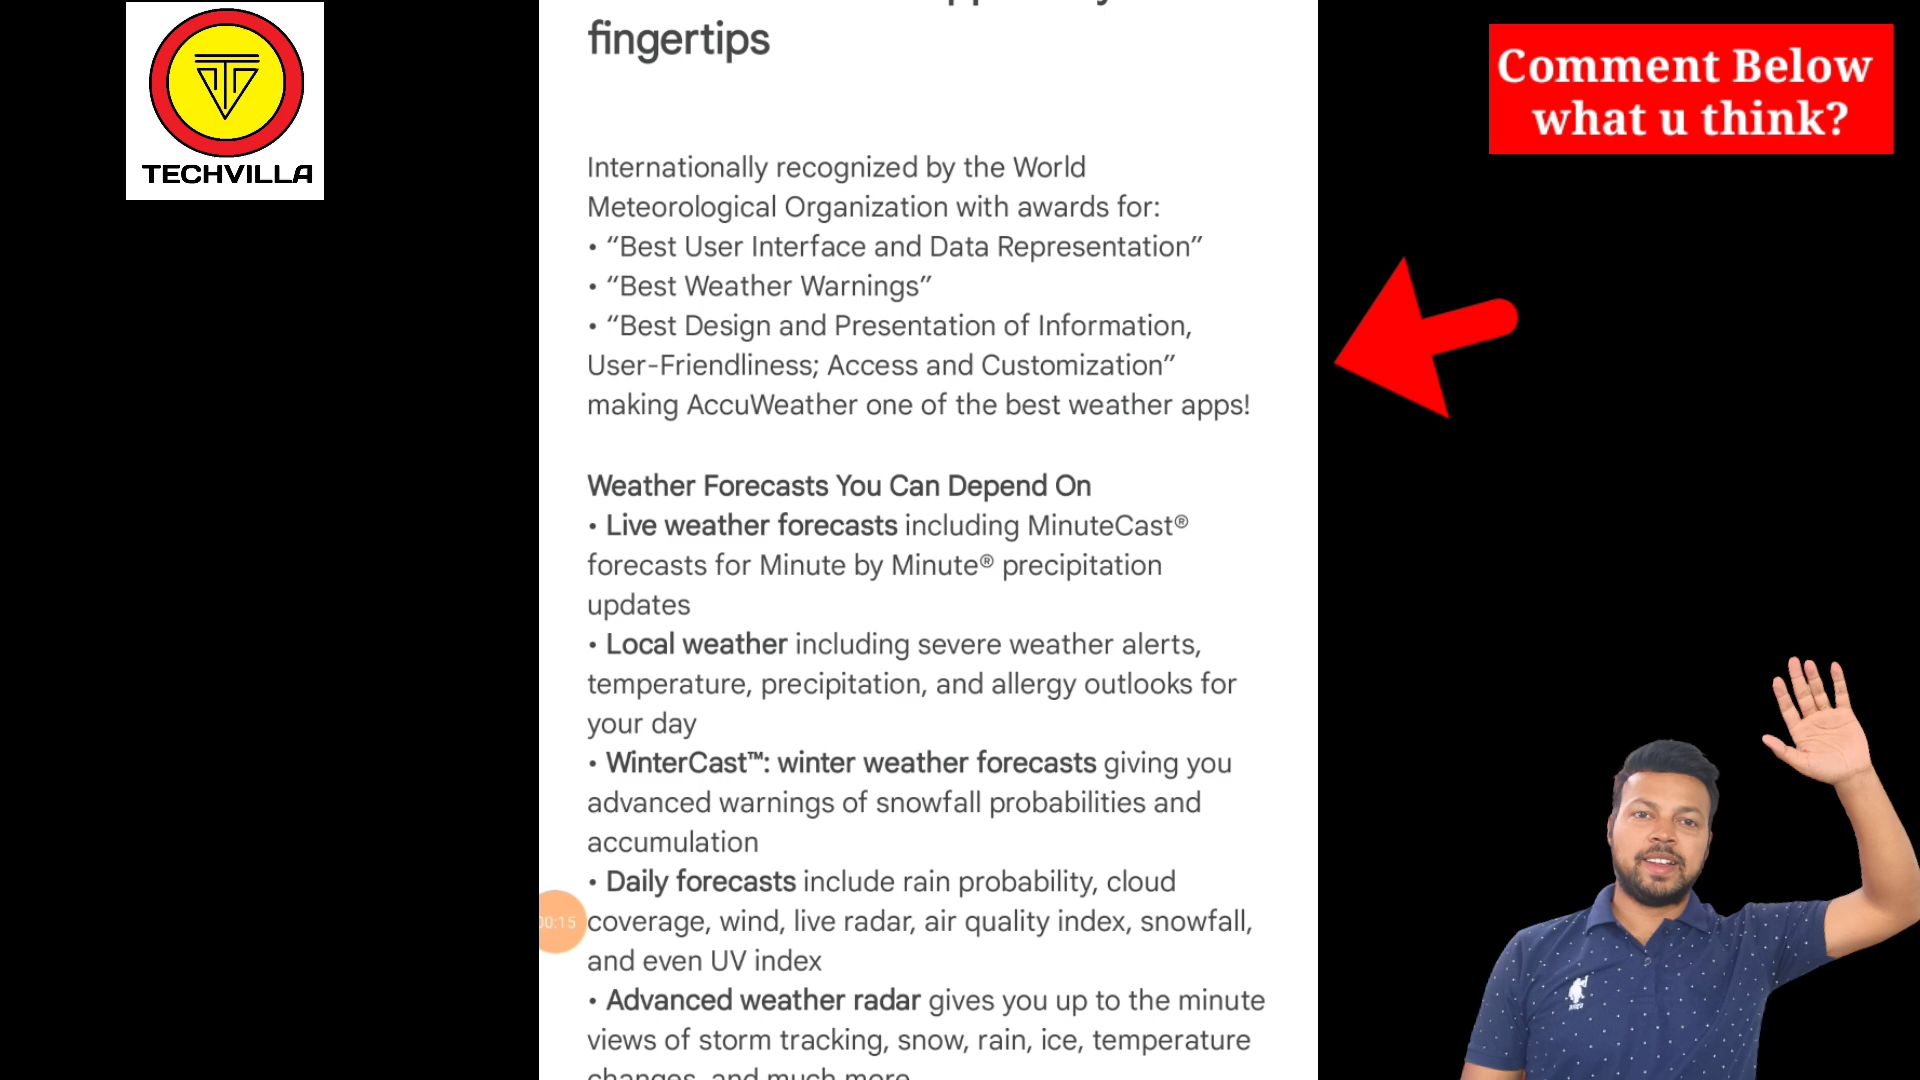 fingertips
TECHVILLA
Comment Below
what u think?
Internationally recognized by the World
Meteorological Organization with awards for:
• “Best User Interface and Data Representation”
• “Best Weather Warnings”
• “Best Design and Presentation of Information,
User-Friendliness; Access and Customization”
making AccuWeather one of the best weather apps!
Weather Forecasts You Can Depend On
• Live weather forecasts including MinuteCast®
forecasts for Minute by Minute® precipitation
updates
• Local weather including severe weather alerts,
temperature, precipitation, and allergy outlooks for
your day
• WinterCast™: winter weather forecasts giving you
advanced warnings of snowfall probabilities and
accumulation
• Daily forecasts include rain probability, cloud
00:15
coverage, wind, live radar, air quality index, snowfall,
and even UV index
• Advanced weather radar gives you up to the minute
views of storm tracking, snow, rain, ice, temperature
changes, and much more